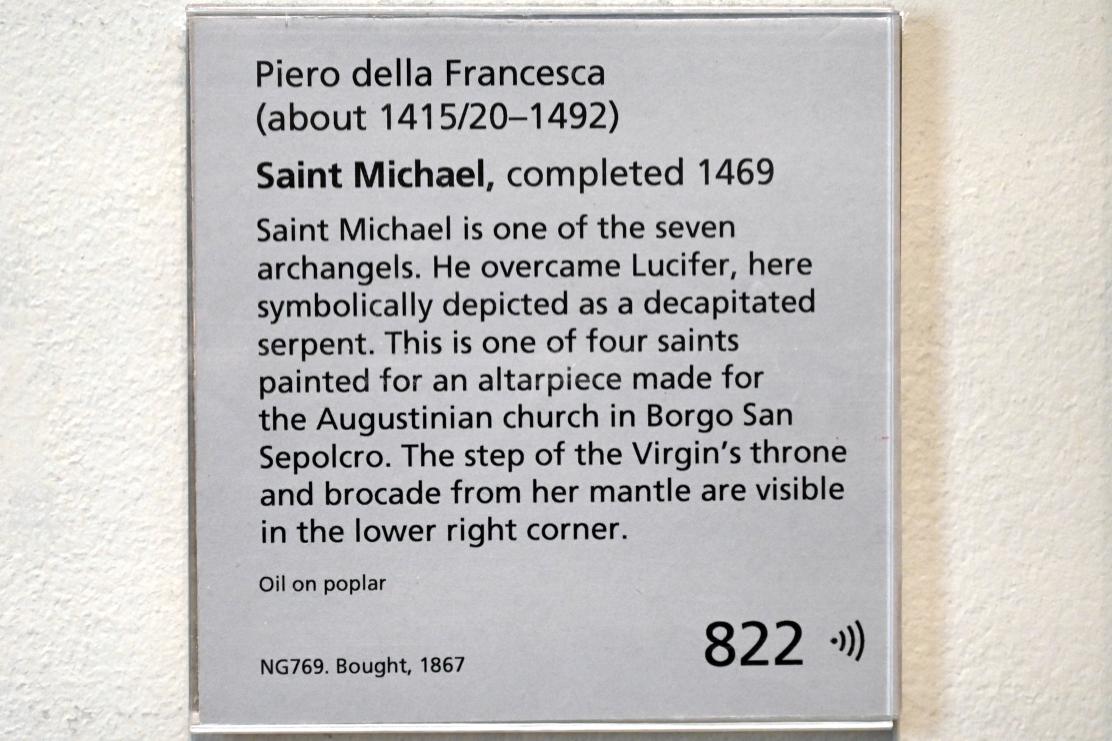 Piero della Francesca
(about 1415/20–1492)
Saint Michael, completed 1469
Saint Michael is one of the seven
archangels. He overcame Lucifer, here
symbolically depicted as a decapitated
serpent. This is one of four saints
painted for an altarpiece made for
the Augustinian church in Borgo San
Sepolcro. The step of the Virgin’s throne
and brocade from her mantle are visible
in the lower right corner.
Oil on poplar
822
NG769. Bought, 1867